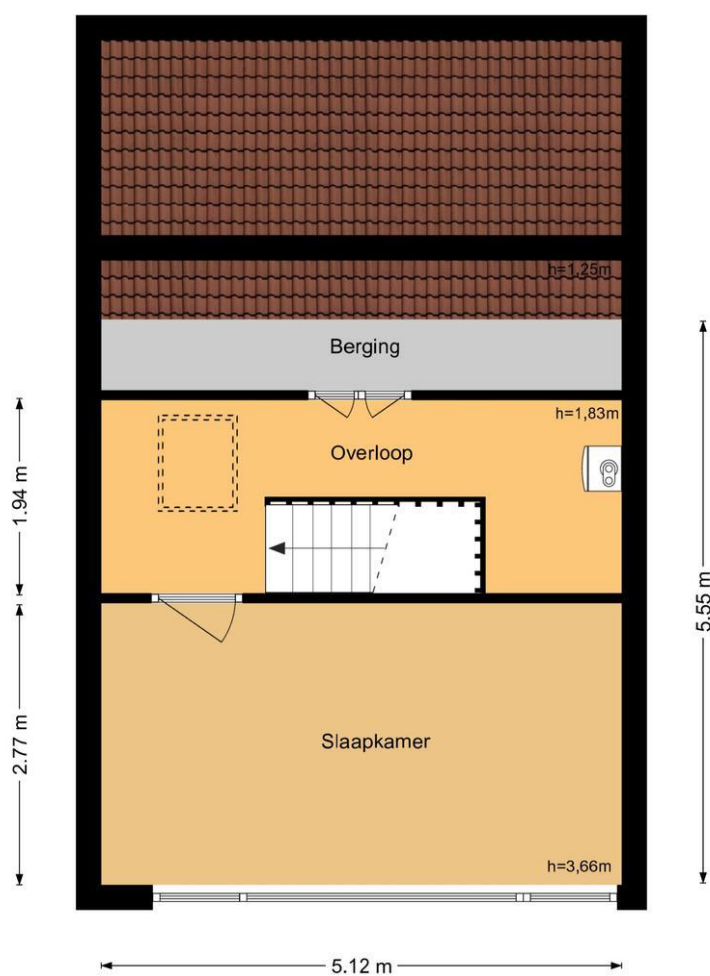 h=1,25m
Berging
h=1,83m
Overloop
1.94 m
5.55 m
2.77 m
Slaapkamer
h=3,66m
5.12 m